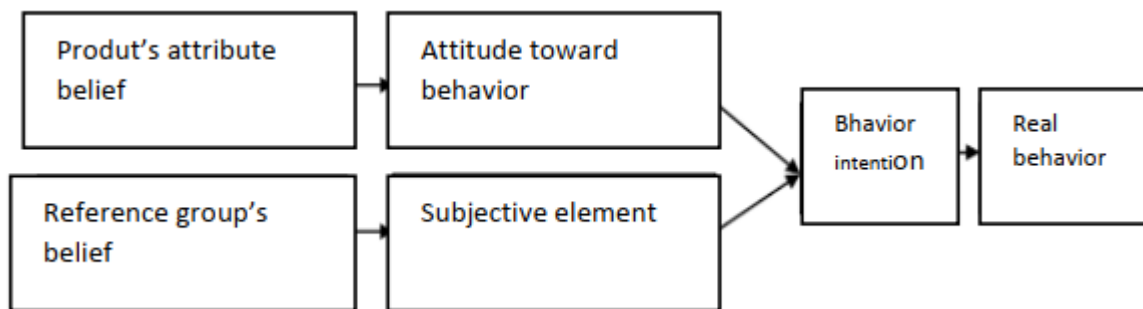 Produt's attribute
belief
Attitude toward
behavior
Bhavior
intention
Real
behavior
Reference group's
belief
Subjective element